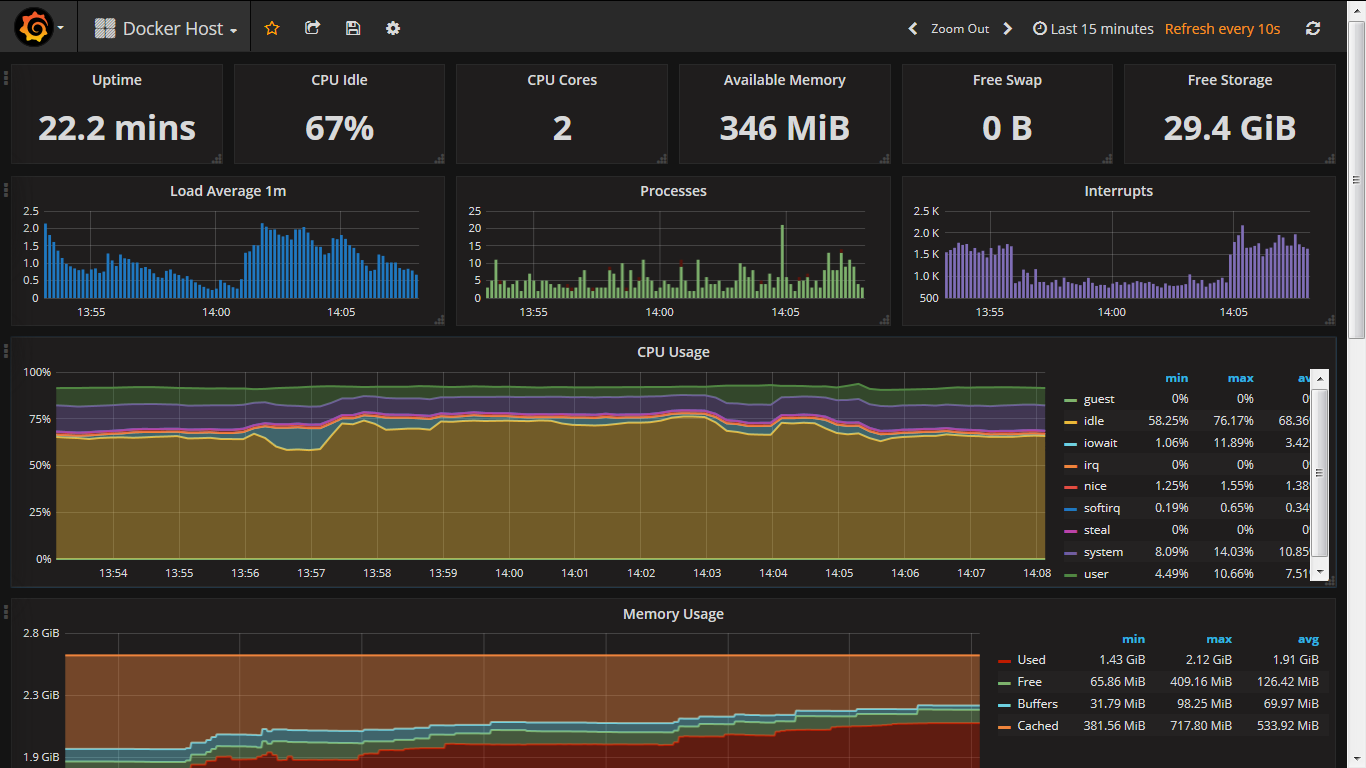 Docker Host
Zoom Out
Last 15 minutes Refresh every 10s
Uptime
22.2 mins
CPU Idle
67%
CPU Cores
2
Available Memory
346 MiB
Free Swap
0 B
Free Storage
29.4 GiB
Load Average 1m
2.5
2.0
1.5
1.0
0.5
0
13:55 14:00 14:05
Processes
25
20
15
10
5
0
13:55 14:00 14:05
Interrupts
2.5 K
2.0 K
1.5 K
1.0 K
500
13:55 14:00 14:05
CPU Usage
100%
75%
50%
25%
0%
13:54 13:55 13:56 13:57 13:58 13:59 14:00 14:01 14:02 14:03 14:04 14:05 14:06 14:07 14:08
min max av
guest 0% 0% 0
idle 58.25% 76.17% 68.36
iowait 1.06% 11.89% 3.42
irq 0% 0% 0
nice 1.25% 1.55% 1.38
softirq 0.19% 0.65% 0.34
steal 0% 0% 0
system 8.09% 14.03% 10.85
user 4.49% 10.66% 7.51
Memory Usage
2.8 GiB
2.3 GiB
1.9 GiB
min max avg
Used 1.43 GiB 2.12 GiB 1.91 GiB
Free 65.86 MiB 409.16 MiB 126.42 MiB
Buffers 31.79 MiB 98.25 MiB 69.97 MiB
Cached 381.56 MiB 717.80 MiB 533.92 MiB